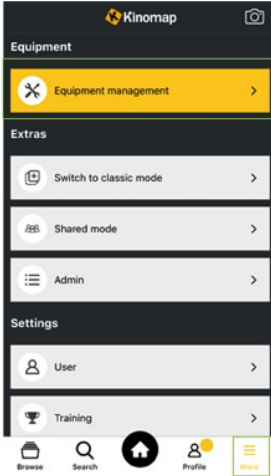 Kinomap
Equipment
Equipment management
Extras
Switch to classic mode
Shared mode
Admin
Settings
User
Training
Browse Search Profile More